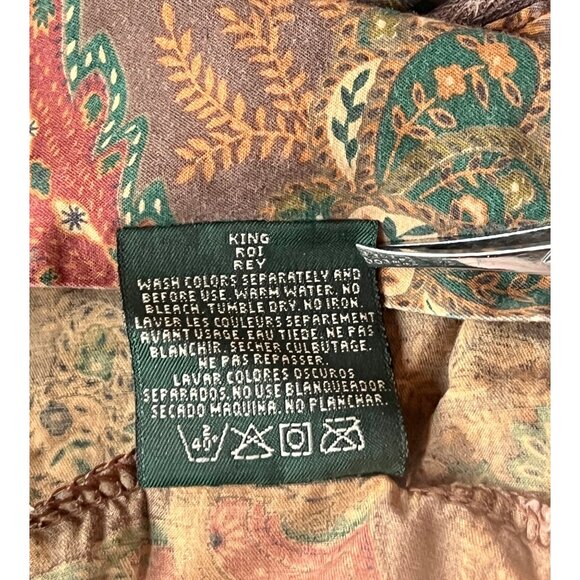 KING
ROI
REY
WASH COLORS SEPARATELY AND
BEFORE USE. WARM WATER. NO
BLEACH. TUMBLE DRY. NO IRON.
LAVER LES COULEURS SEPAREMENT
AVANT USAGE EAU TIEDE. NE PAS
BLANCHIR. SECHER CULBUTAGE.
NE PAS REPASSER.
LAVAR COLORES OSCUROS
SEPARADOS. NO USE BLANQUEADOR.
SECADO MAQUINA. NO PLANCHAR.
2
40°